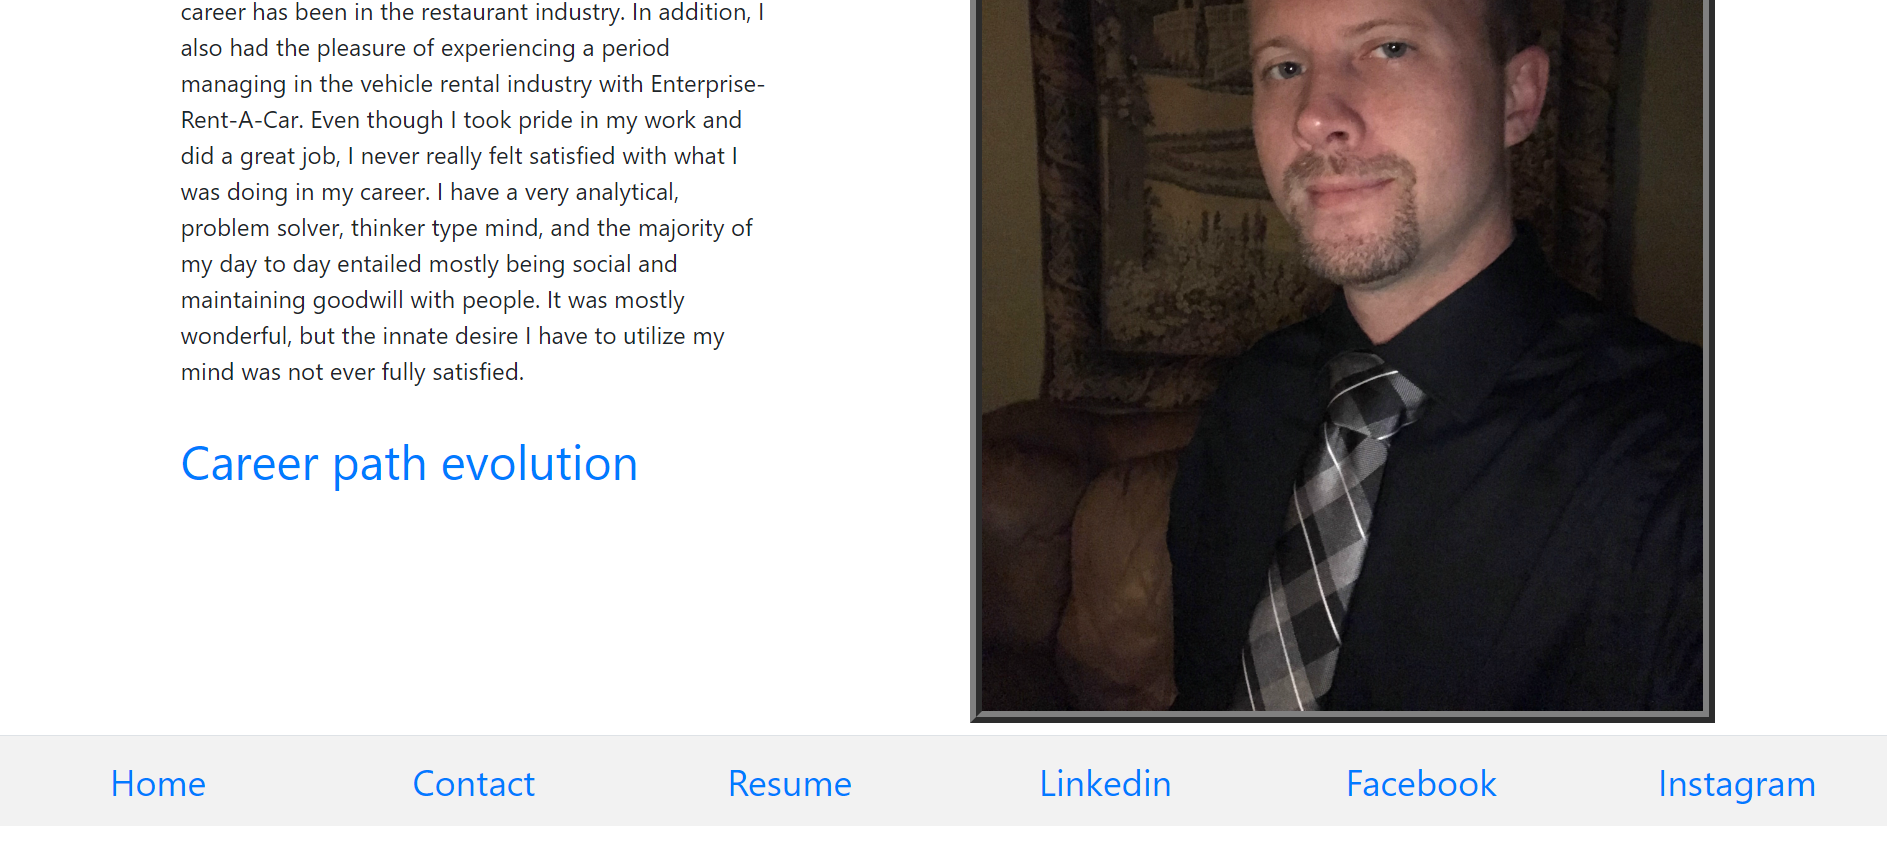 career has been in the restaurant industry. In addition, I
also had the pleasure of experiencing a period
managing in the vehicle rental industry with Enterprise-
Rent-A-Car. Even though I took pride in my work and
did a great job, I never really felt satisfied with what I
was doing in my career. I have a very analytical,
problem solver, thinker type mind, and the majority of
my day to day entailed mostly being social and
maintaining goodwill with people. It was mostly
wonderful, but the innate desire I have to utilize my
mind was not ever fully satisfied.
Career path evolution
Home Contact Resume Linkedin Facebook Instagram